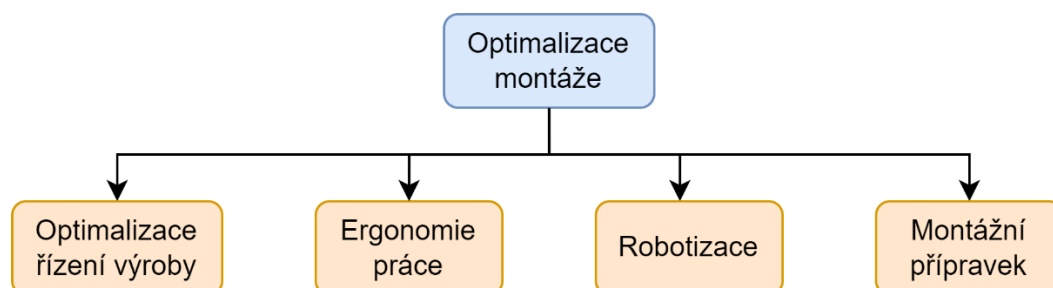 Optimalizace
montáže
Optimalizace
řízení výroby
Ergonomie
práce
Robotizace
Montážní
přípravek